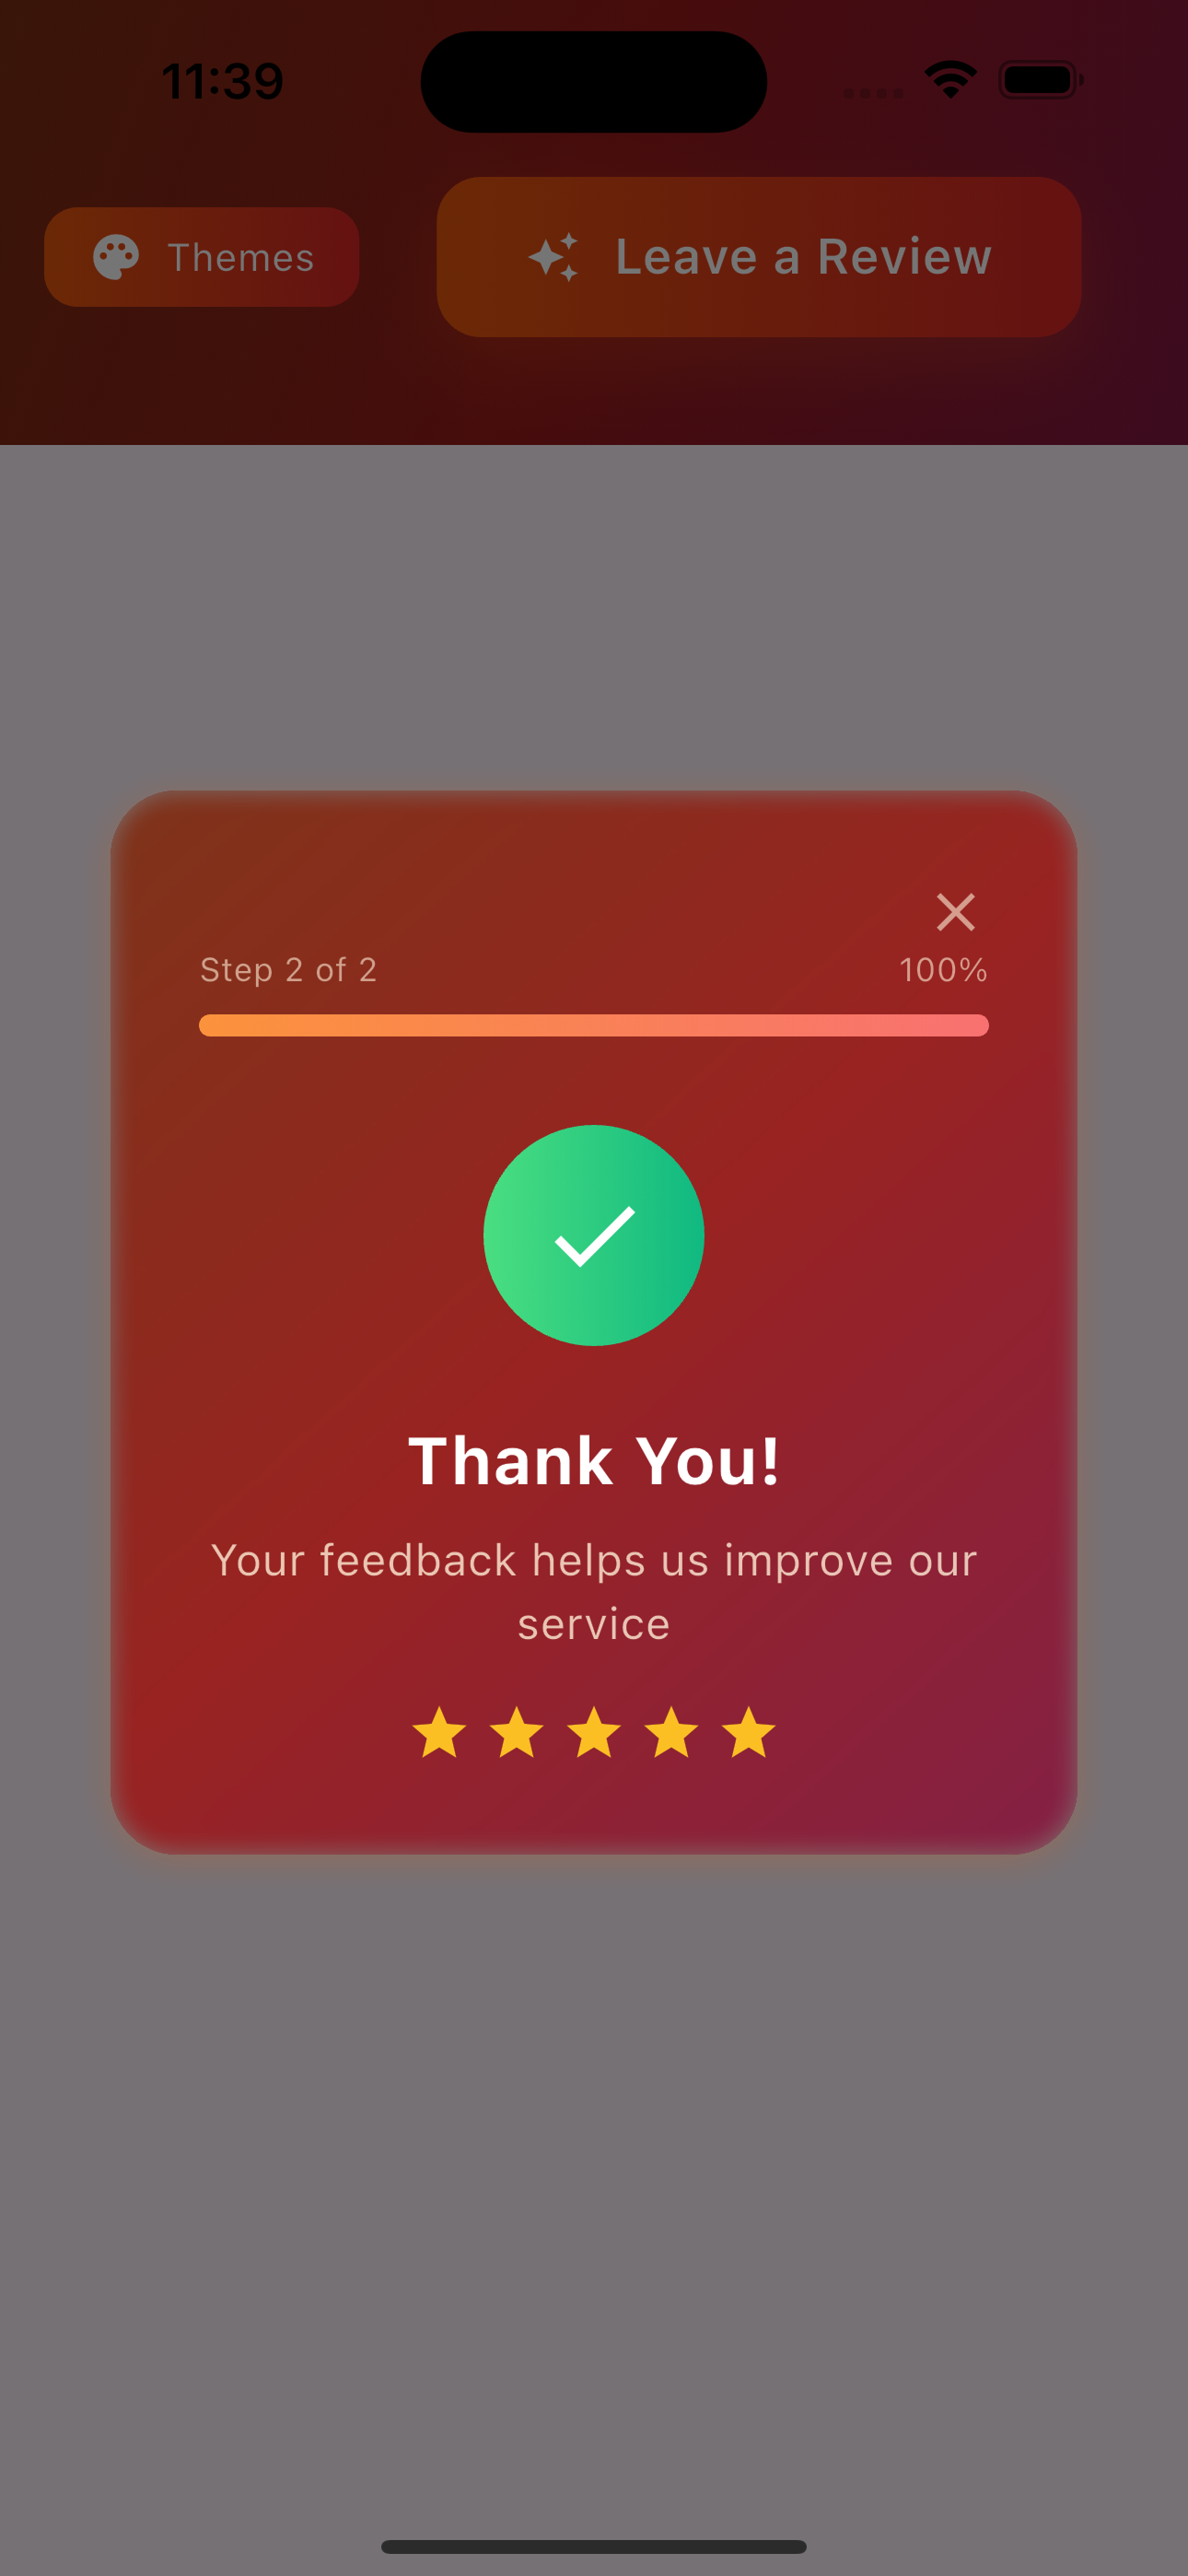 11:39
Themes
Leave a Review
Step 2 of 2
100%
Thank You!
Your feedback helps us improve our
service